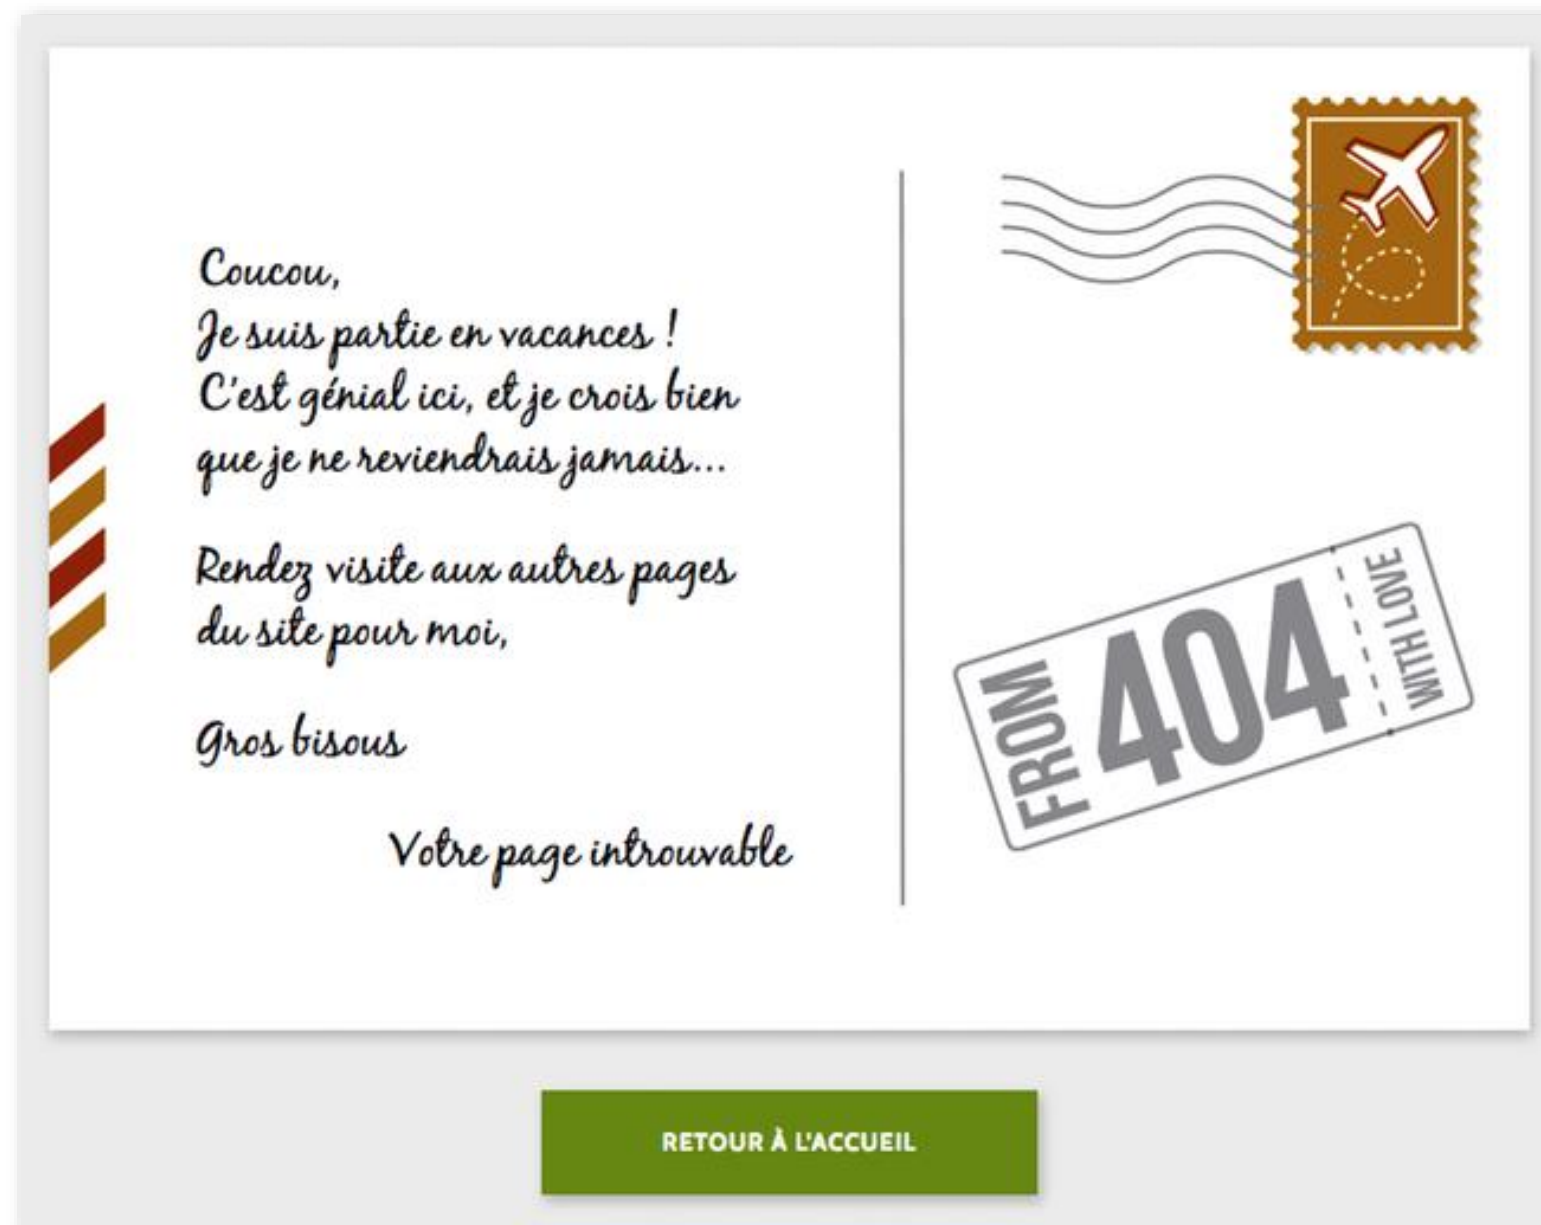 Coucou,
Je suis partie en vacances !
C'est génial ici, et je crois bien
que je ne reviendrais jamais...
Rendez visite aux autres pages
du site pour moi,
Gros bisous
Votre page introuvable
FROM
404
WITH LOVE
RETOUR À L'ACCUEIL